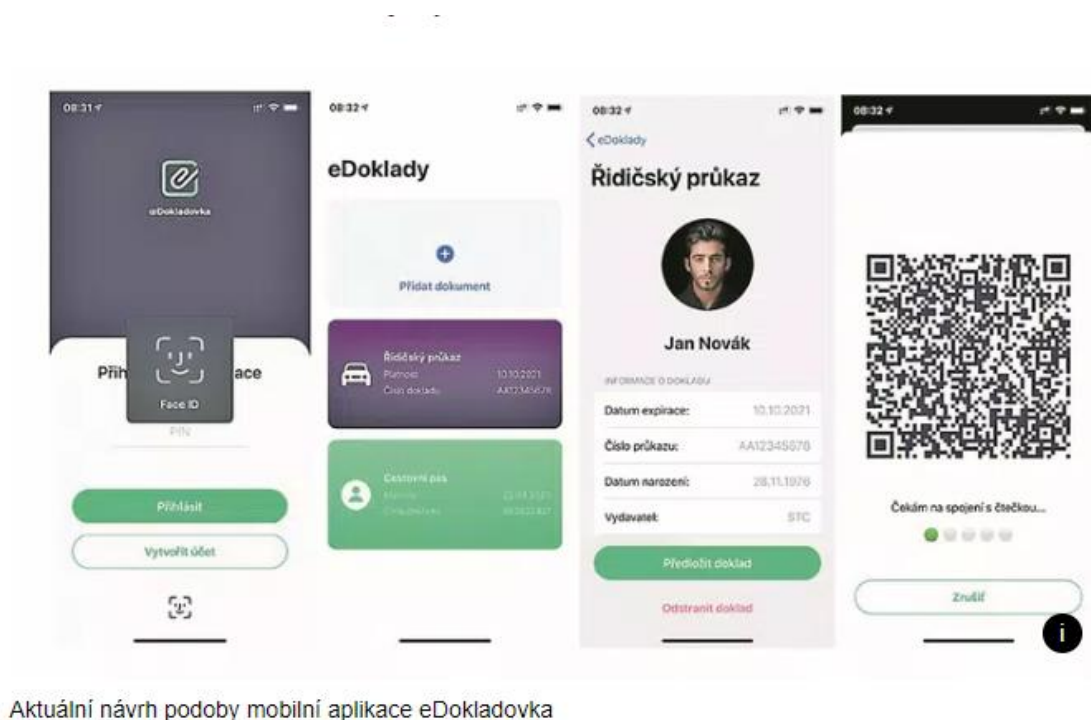 08:31
eDokladovka
Přih
ace
Face ID
PIN
Přihlásit
Vytvořit účet
08:32
eDoklady
Přidat dokument
Řidičský průkaz
Platnost 10.10.2021
Číslo dokladu AA12345678
Cestovní pas
08:32
eDoklady
Řidičský průkaz
Jan Novák
INFORMACE O DOKLADU
Datum expirace: 10.10.2021
Číslo průkazu: AA12345678
Datum narození: 28.11.1976
Vydavatel: STC
Předložit doklad
Odstranit doklad
08:32
Čekám na spojení s čtečkou...
Zrušiť
i
Aktuální návrh podoby mobilní aplikace eDokladovka